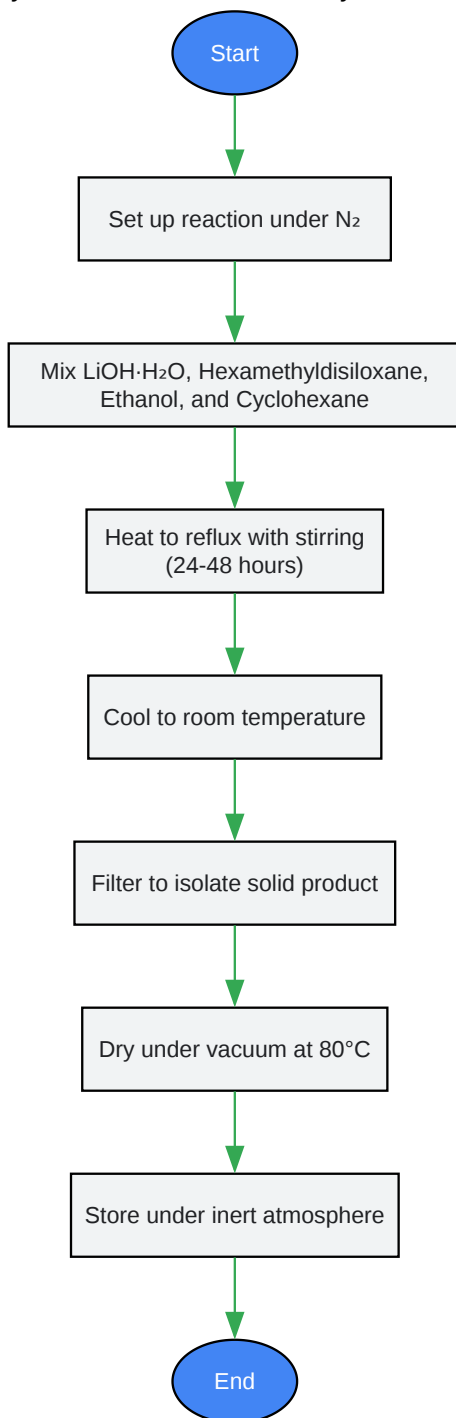 Start
Set up reaction under N₂
Mix LiOH·H₂O, Hexamethyldisiloxane,
Ethanol, and Cyclohexane
Heat to reflux with stirring
(24-48 hours)
Cool to room temperature
Filter to isolate solid product
Dry under vacuum at 80°C
Store under inert atmosphere
End